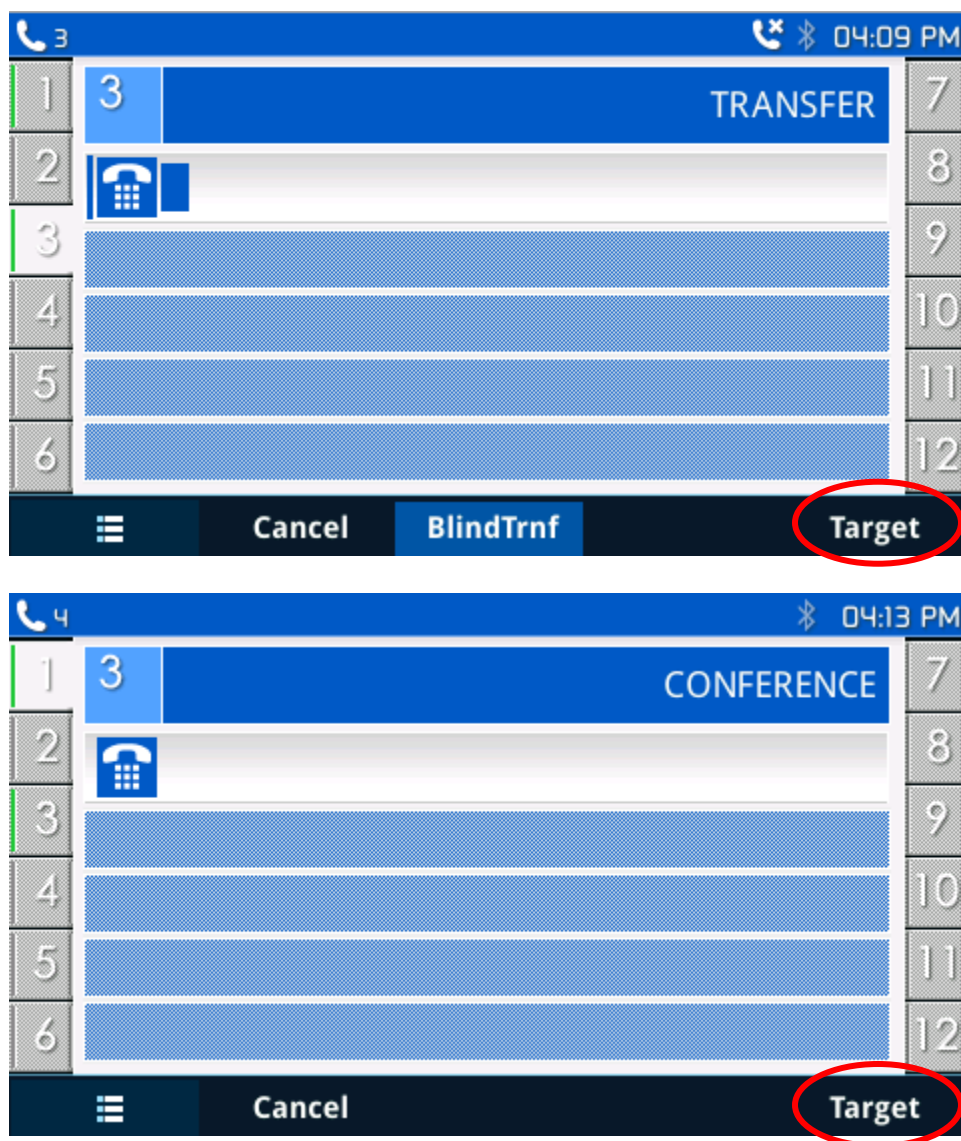 3 04:09 PM
1 3 TRANSFER 7
2 8
3 9
4 10
5 11
6 12
Cancel BlindTrnf Target
4 04:13 PM
1 3 CONFERENCE 7
2 8
3 9
4 10
5 11
6 12
Cancel Target